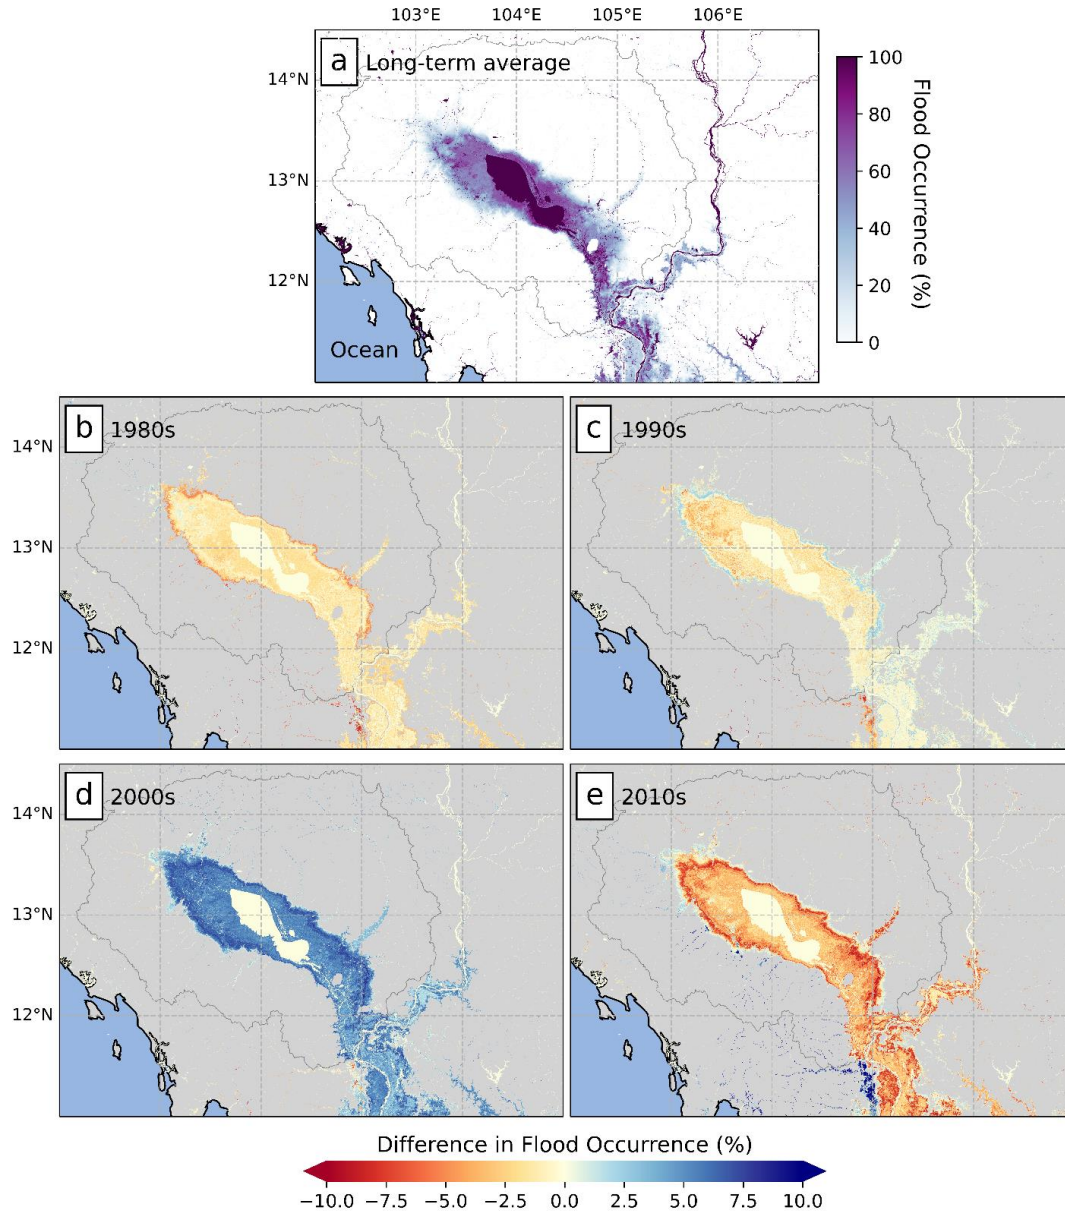 103°E 104°E 105°E 106°E
a Long-term average
14°N
13°N
12°N
Ocean
100
80
60
40
20
0
Flood Occurrence (%)
b 1980s
c 1990s
14°N
13°N
12°N
d 2000s
e 2010s
14°N
13°N
12°N
Difference in Flood Occurrence (%)
−10.0 −7.5 −5.0 −2.5 0.0 2.5 5.0 7.5 10.0